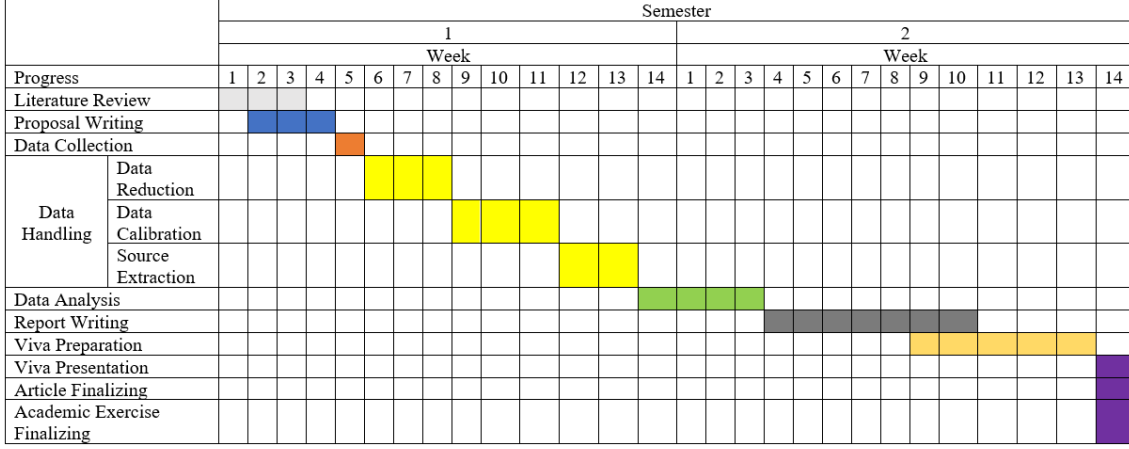 Semester
1 2
Week Week
Progress 1 2 3 4 5 6 7 8 9 10 11 12 13 14 1 2 3 4 5 6 7 8 9 10 11 12 13 14
Literature Review
Proposal Writing
Data Collection
Data
Handling
Data
Reduction
Data
Calibration
Source
Extraction
Data Analysis
Report Writing
Viva Preparation
Viva Presentation
Article Finalizing
Academic Exercise
Finalizing